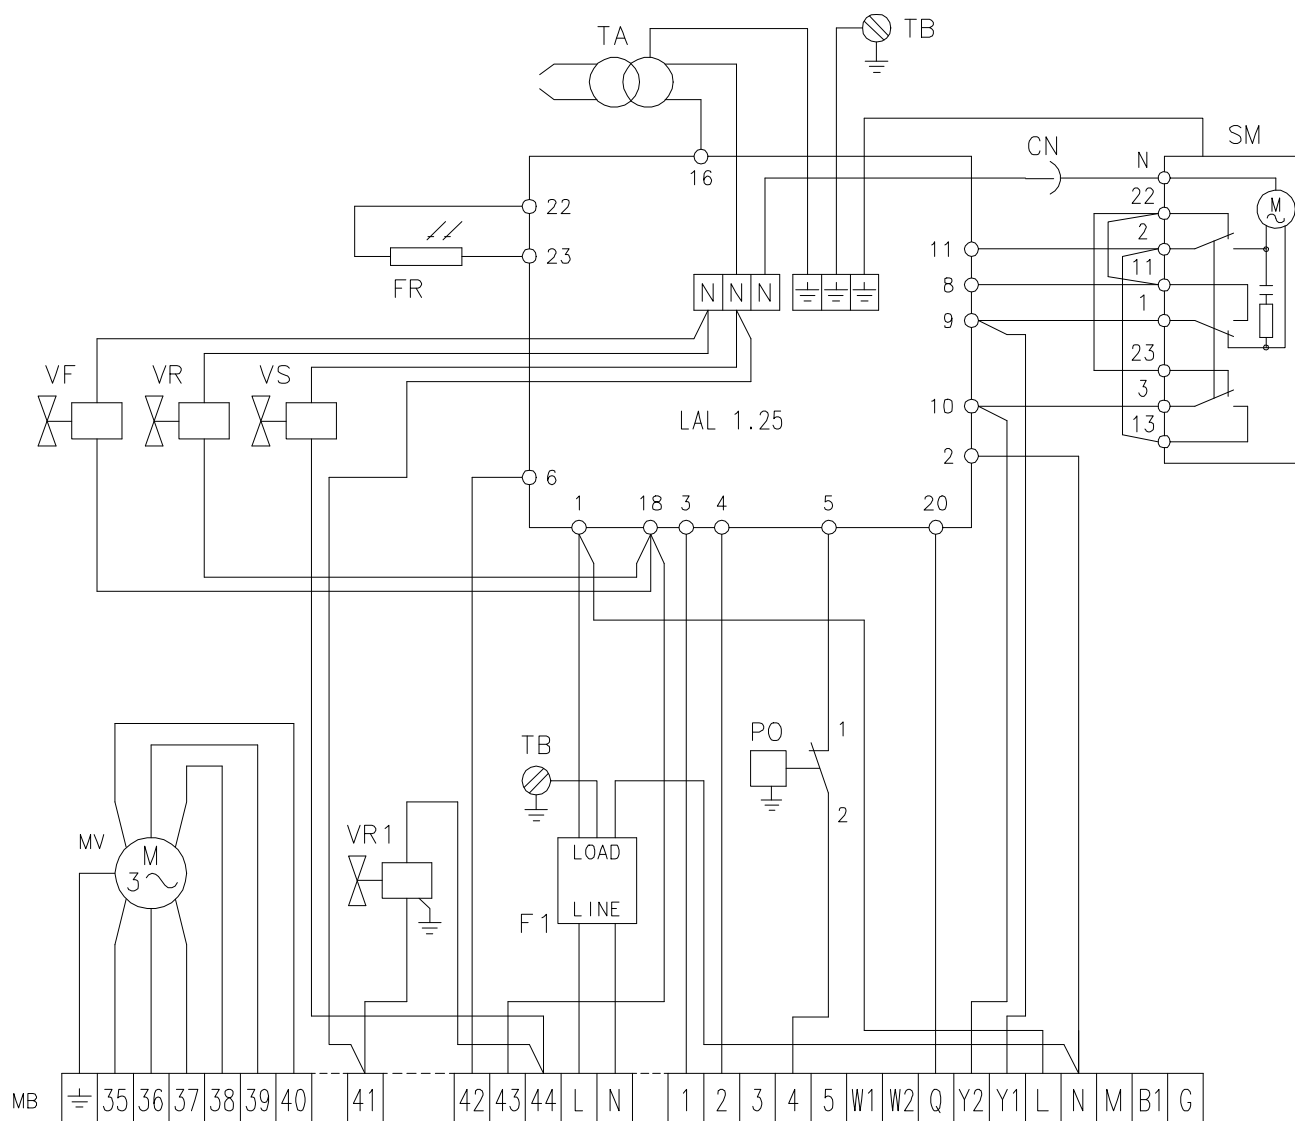 TA
TB
SM
CN
N
16
22
22
M
23
2
11
FR
N N N
11
8
1
9
23
VF
VR
VS
3
10
LAL 1.25
13
2
6
1
18
3
4
5
20
PO
1
TB
2
MV
M
3
VR1
LOAD
LINE
F1
MB
35 36 37 38 39 40 41 42 43 44 L N 1 2 3 4 5 W1 W2 Q Y2 Y1 L N M B1 G